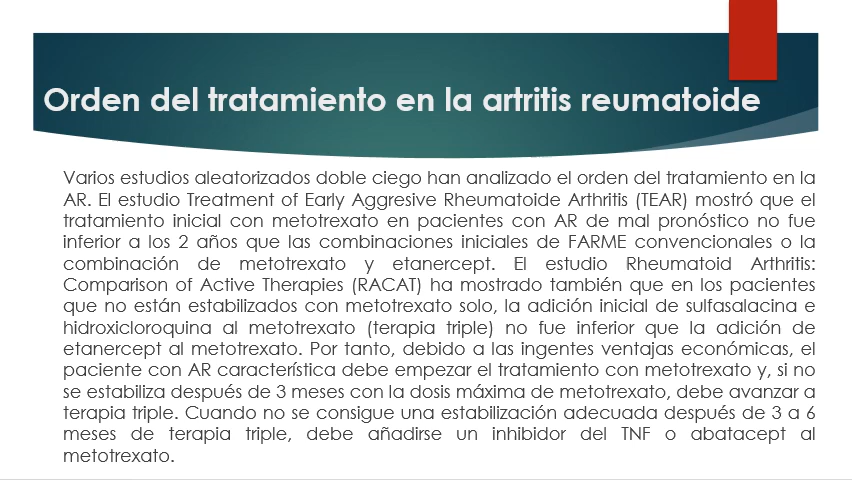 Orden del tratamiento en la artritis reumatoide
Varios estudios aleatorizados doble ciego han analizado el orden del tratamiento en la
AR. El estudio Treatment of Early Aggresive Rheumatoide Arthritis (TEAR) mostró que el
tratamiento inicial con metotrexato en pacientes con AR de mal pronóstico no fue
inferior a los 2 años que las combinaciones iniciales de FARME convencionales o la
combinación de metotrexato y etanercept. El estudio Rheumatoid Arthritis:
Comparison of Active Therapies (RACAT) ha mostrado también que en los pacientes
que no están estabilizados con metotrexato solo, la adición inicial de sulfasalacina e
hidroxicloroquina al metotrexato (terapia triple) no fue inferior que la adición de
etanercept al metotrexato. Por tanto, debido a las ingentes ventajas económicas, el
paciente con AR característica debe empezar el tratamiento con metotrexato y, si no
se estabiliza después de 3 meses con la dosis máxima de metotrexato, debe avanzar a
terapia triple. Cuando no se consigue una estabilización adecuada después de 3 a 6
meses de terapia triple, debe añadirse un inhibidor del TNF o abatacept al
metotrexato.